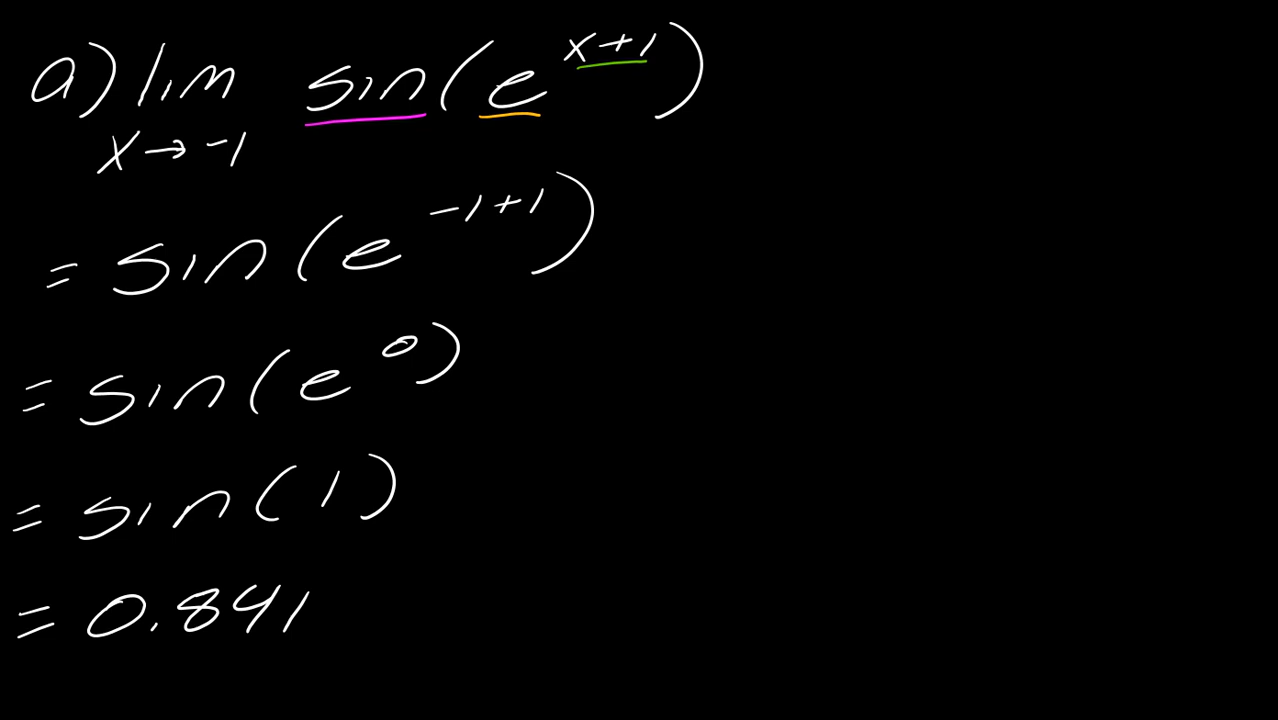 a) lim sin(e^{x+1})
x→-1
= sin(e^{-1+1})
= sin(e^0)
= sin(1)
= 0.841